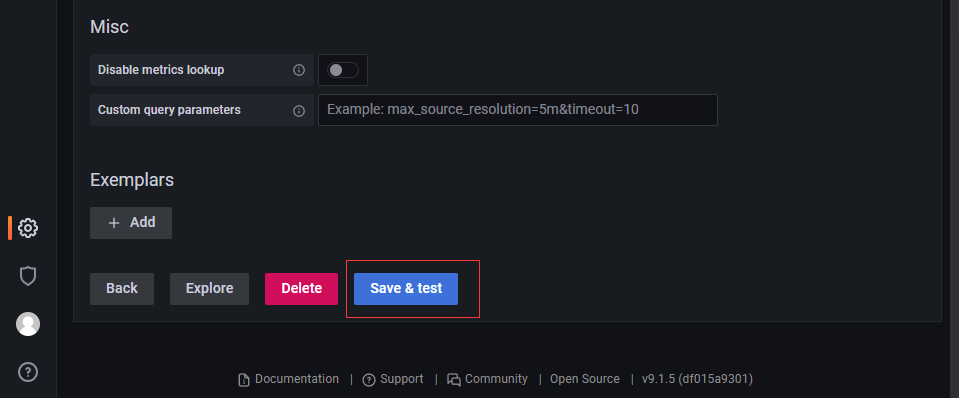 Misc
Disable metrics lookup
Custom query parameters Example: max_source_resolution=5m&timeout=10
Exemplars
+ Add
Back Explore Delete Save & test
Documentation | Support | Community | Open Source | v9.1.5 (df015a9301)